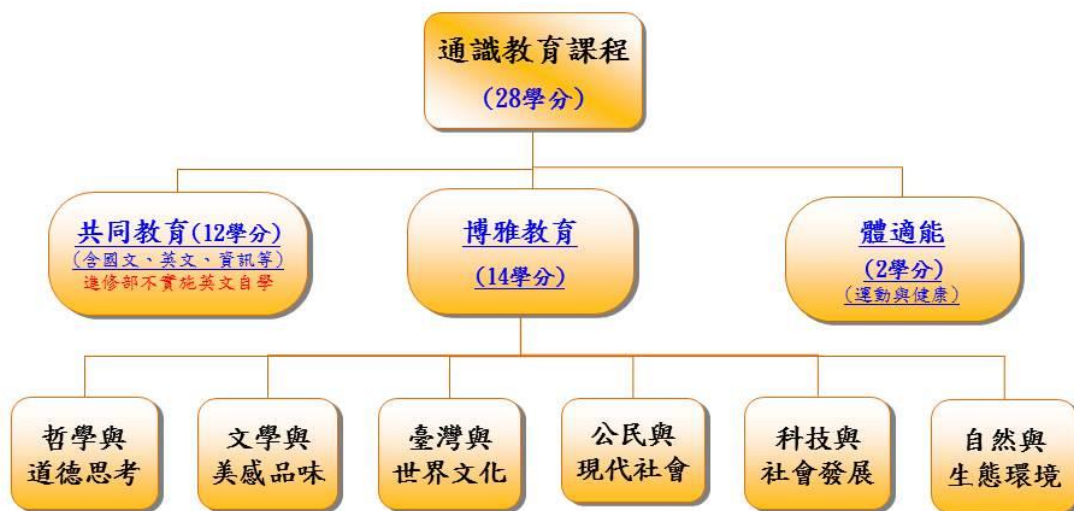 通識教育課程
(28學分)
共同教育(12學分)
(含國文、英文、資訊等)
進修部不實施英文自學
博雅教育
(14學分)
體適能
(2學分)
(運動與健康)
哲學與
道德思考
文學與
美感品味
臺灣與
世界文化
公民與
現代社會
科技與
社會發展
自然與
生態環境